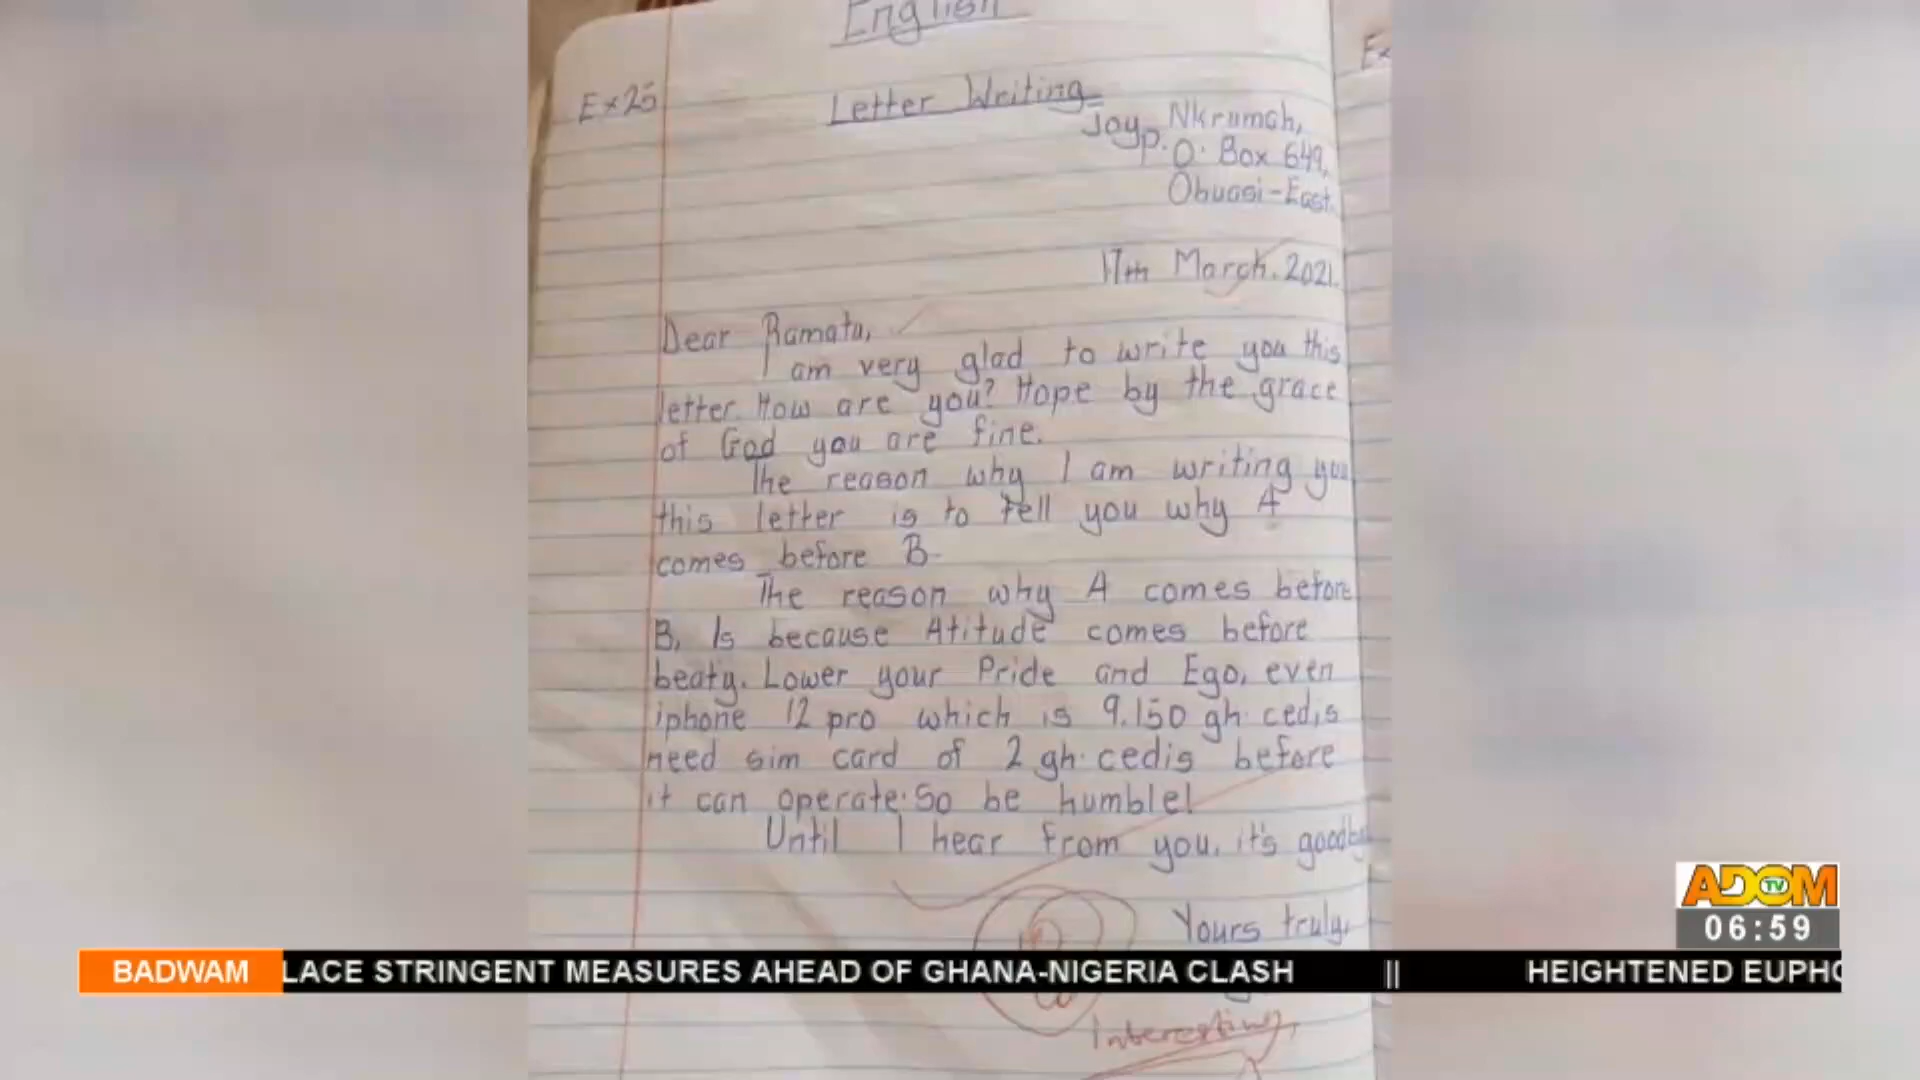 English
Ex25
Letter Writing
Joy Nkrumah,
P. O. Box 649,
Obuasi-East.
17th March. 2021.
Dear Ramatu,
I am very glad to write you this
letter. How are you? Hope by the grace
of God you are fine.
The reason why I am writing you
this letter is to tell you why A
comes before B.
The reason why A comes before
B, Is because Atitude comes before
beaty. Lower your Pride and Ego, even
iphone 12 pro which is 9.150 gh cedis
need sim card of 2 gh cedis before
it can operate. So be humble!
Until I hear from you, it's goodby
Yours truly,
Interesting,
Ex
ADOM TV
06:59
BADWAM
LACE STRINGENT MEASURES AHEAD OF GHANA-NIGERIA CLASH || HEIGHTENED EUPHO